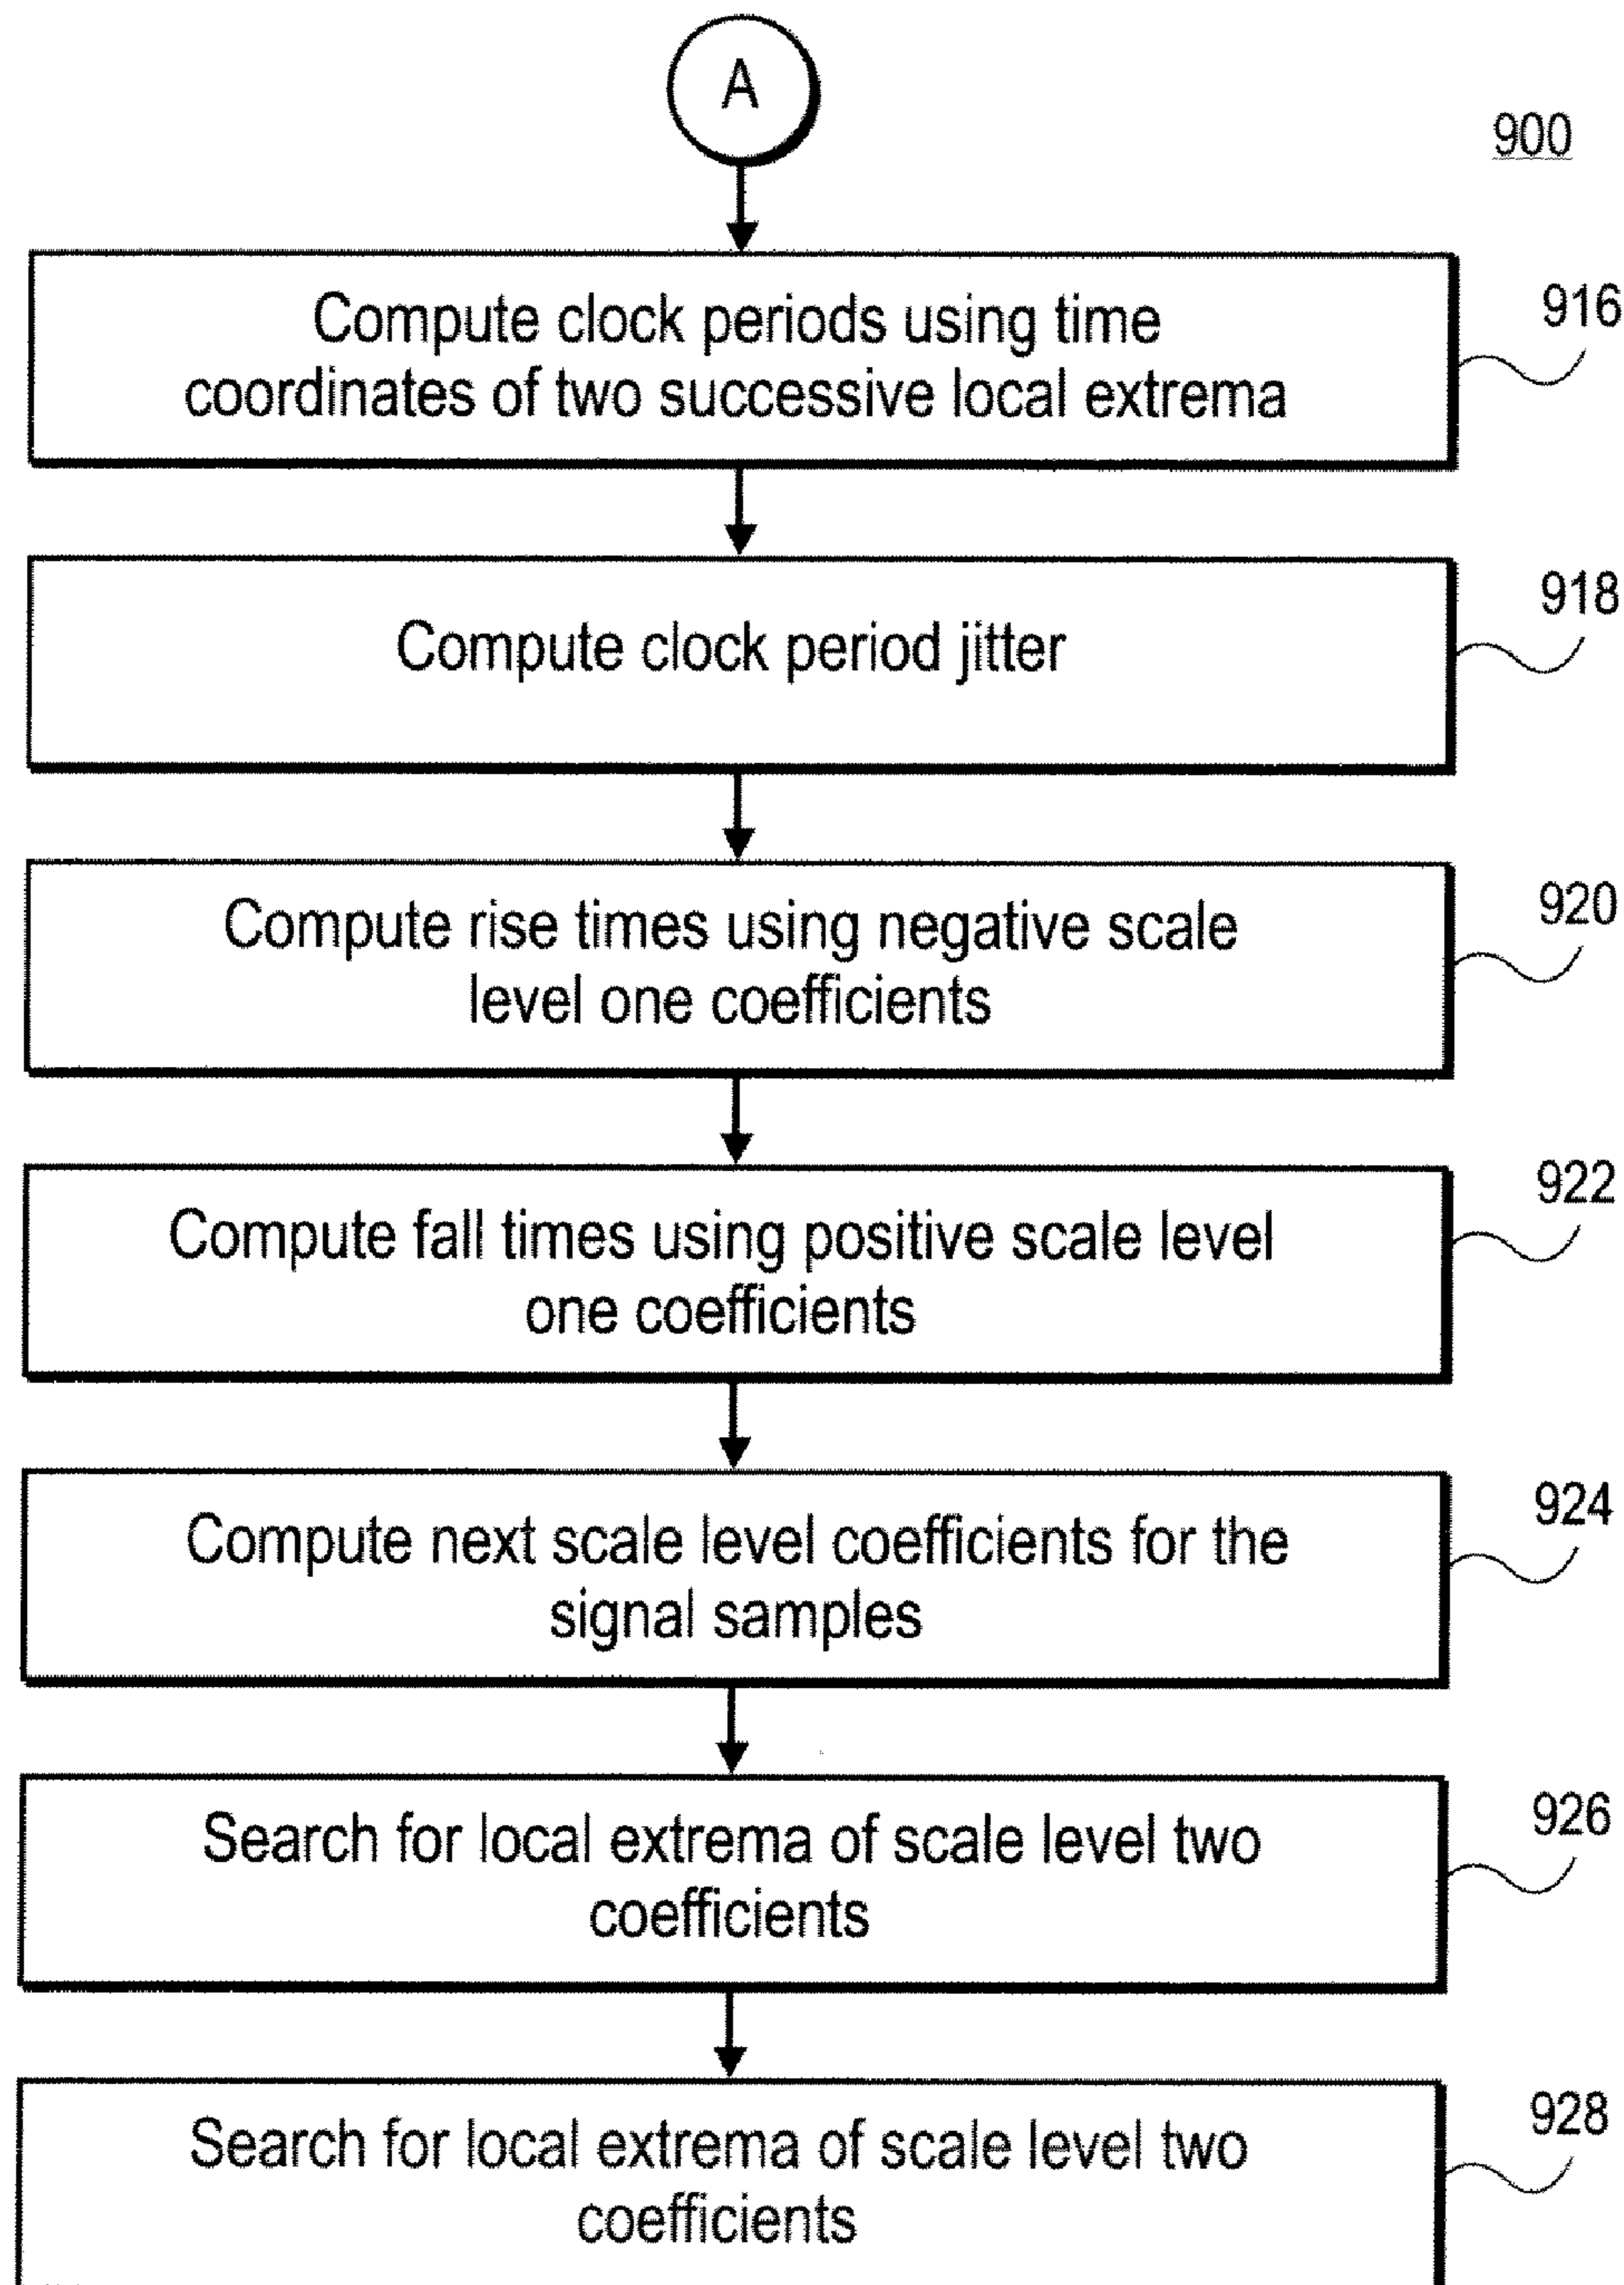 A
900
Compute clock periods using time
coordinates of two successive local extrema
916
Compute clock period jitter
918
Compute rise times using negative scale
level one coefficients
920
Compute fall times using positive scale level
one coefficients
922
Compute next scale level coefficients for the
signal samples
924
Search for local extrema of scale level two
coefficients
926
Search for local extrema of scale level two
coefficients
928